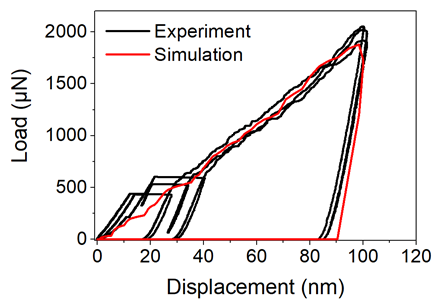 Experiment
Simulation
Load (μN)
2000
1500
1000
500
0
0 20 40 60 80 100 120
Displacement (nm)